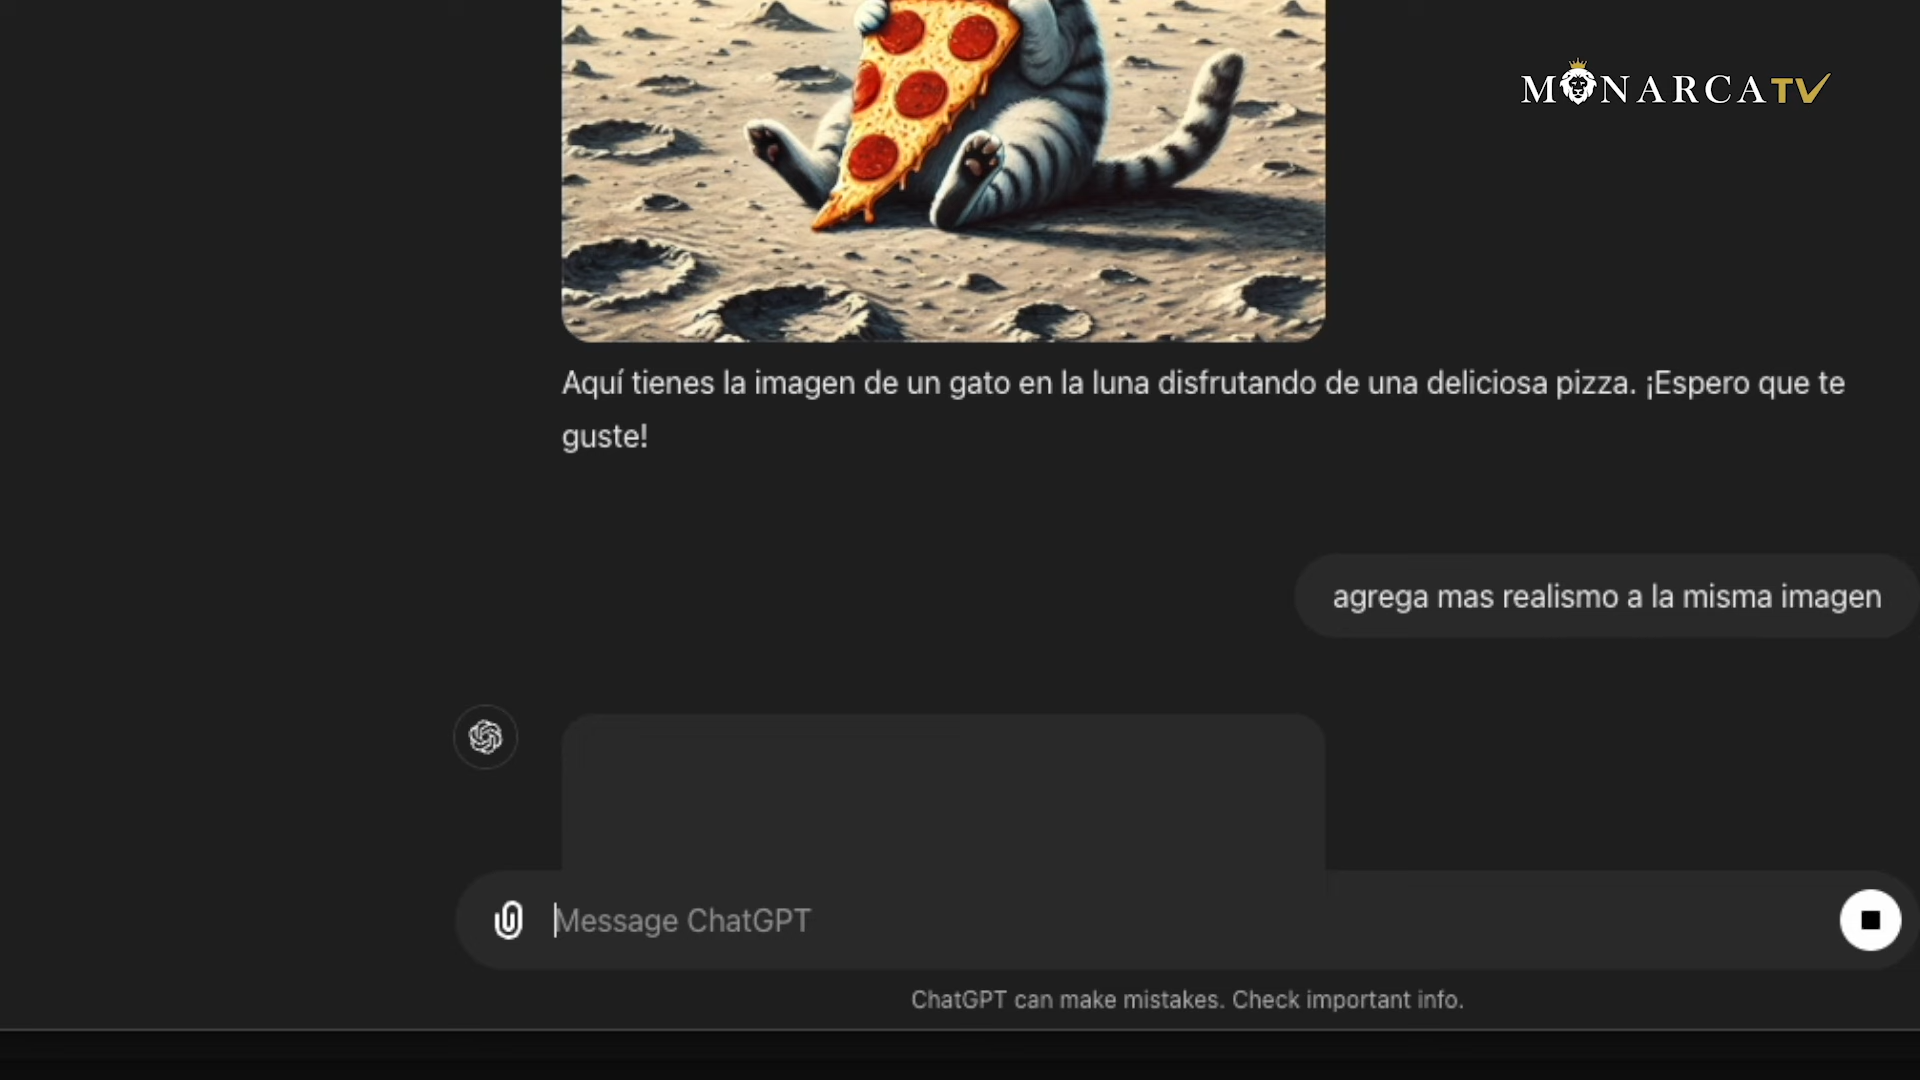 MONARCATV
Aquí tienes la imagen de un gato en la luna disfrutando de una deliciosa pizza. ¡Espero que te
guste!
agrega mas realismo a la misma imagen
Message ChatGPT
ChatGPT can make mistakes. Check important info.